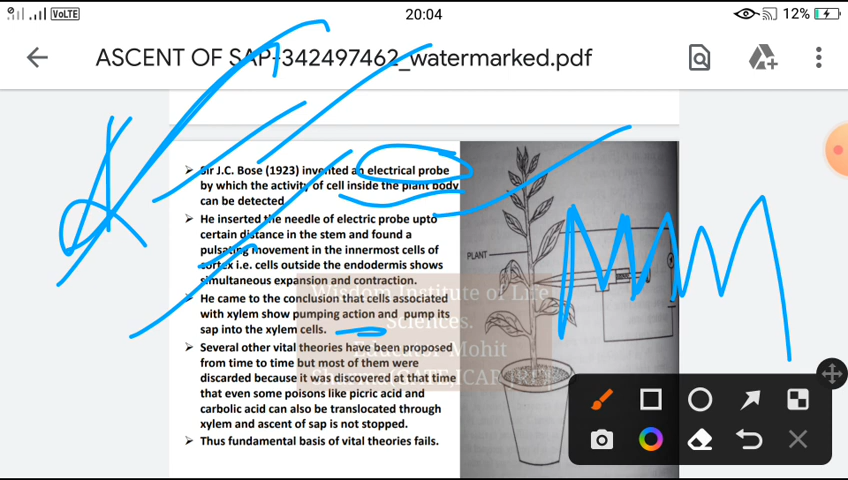 VoLTE
20:04
12%
ASCENT OF SAP-342497462_watermarked.pdf
Sir J.C. Bose (1923) invented an electrical probe
by which the activity of cell inside the plant body
can be detected.
He inserted the needle of electric probe upto
certain distance in the stem and found a
pulsating movement in the innermost cells of
cortex i.e. cells outside the endodermis shows
simultaneous expansion and contraction.
He came to the conclusion that cells associated
with xylem show pumping action and pump its
sap into the xylem cells.
Several other vital theories have been proposed
from time to time but most of them were
discarded because it was discovered at that time
that even some poisons like picric acid and
carbolic acid can also be translocated through
xylem and ascent of sap is not stopped.
Thus fundamental basis of vital theories fails.
PLANT
Wisdom Institute of Life
Sciences.
Educator-Mohit